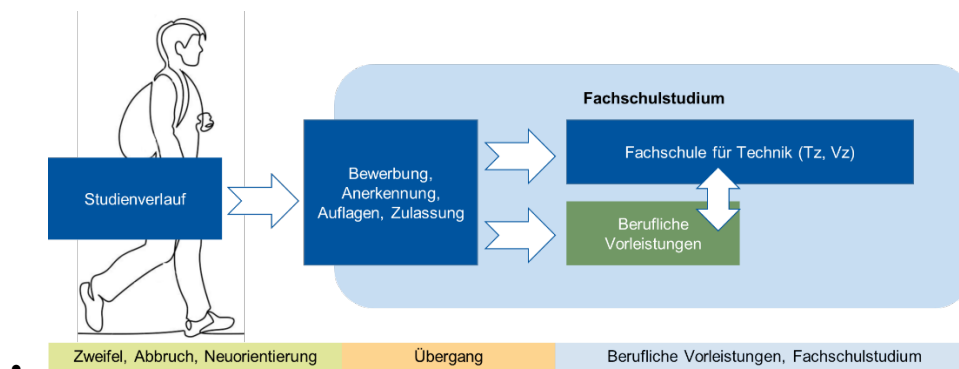 Fachschulstudium
Studienverlauf
Bewerbung,
Anerkennung,
Auflagen, Zulassung
Fachschule für Technik (Tz, Vz)
Berufliche
Vorleistungen
Zweifel, Abbruch, Neuorientierung
Übergang
Berufliche Vorleistungen, Fachschulstudium